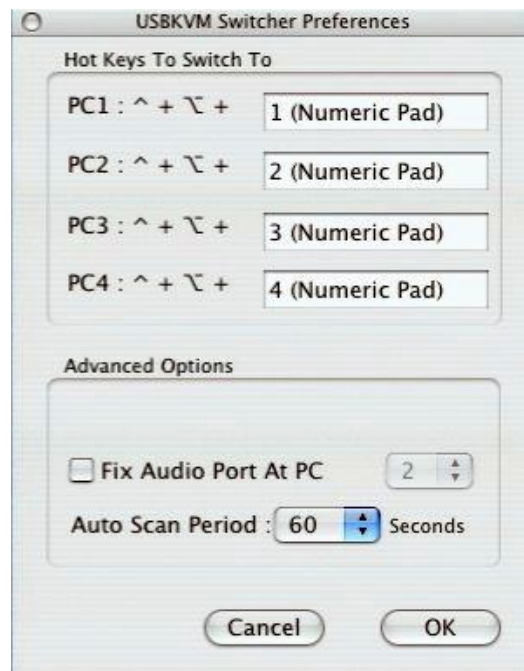 USBKVM Switcher Preferences
Hot Keys To Switch To
PC1 : ^ + ⌥ + 1 (Numeric Pad)
PC2 : ^ + ⌥ + 2 (Numeric Pad)
PC3 : ^ + ⌥ + 3 (Numeric Pad)
PC4 : ^ + ⌥ + 4 (Numeric Pad)
Advanced Options
Fix Audio Port At PC 2
Auto Scan Period : 60 Seconds
Cancel OK